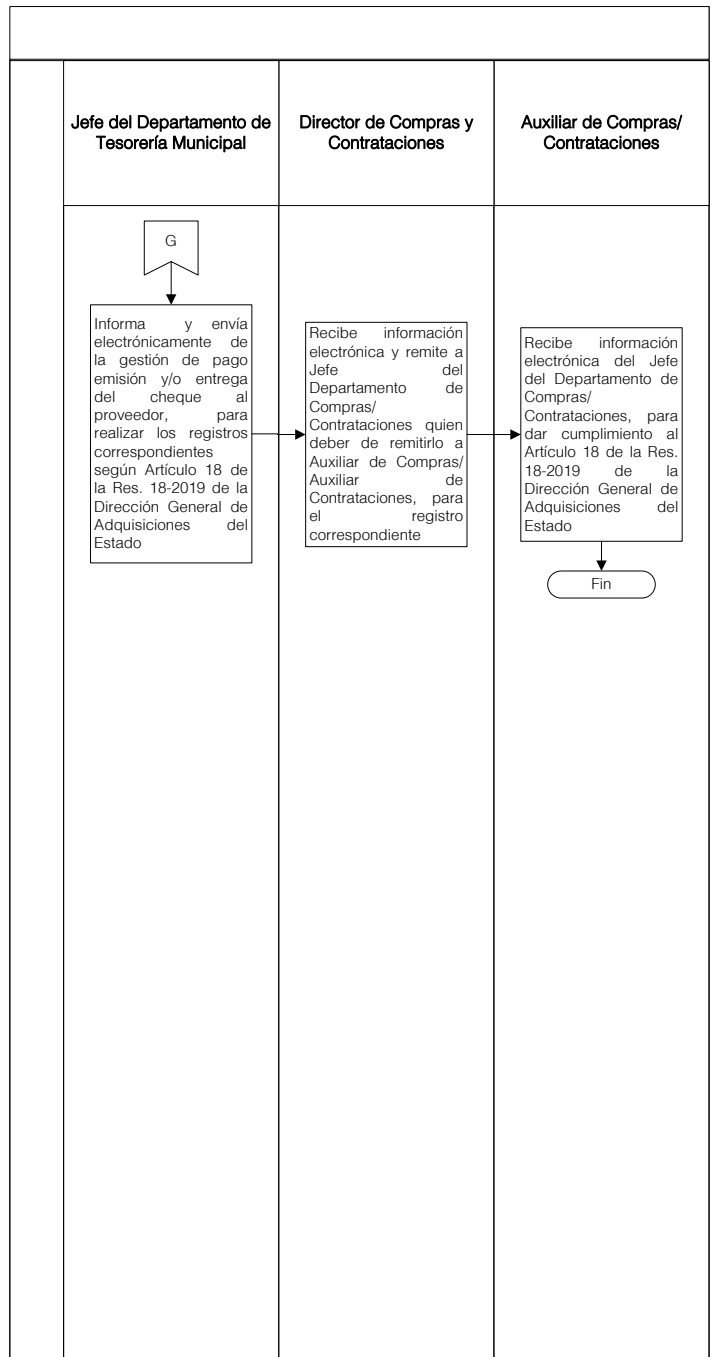 Jefe del Departamento de
Tesorería Municipal
Director de Compras y
Contrataciones
Auxiliar de Compras/
Contrataciones
G
Informa y envía
electrónicamente de
la gestión de pago
emisión y/o entrega
del cheque al
proveedor, para
realizar los registros
correspondientes
según Artículo 18 de
la Res. 18-2019 de la
Dirección General de
Adquisiciones del
Estado
Recibe información
electrónica y remite a
Jefe del
Departamento de
Compras/
Contrataciones quien
deber de remitirlo a
Auxiliar de Compras/
Auxiliar de
Contrataciones, para
el registro
correspondiente
Recibe información
electrónica del Jefe
del Departamento de
Compras/
Contrataciones, para
dar cumplimiento al
Artículo 18 de la Res.
18-2019 de la
Dirección General de
Adquisiciones del
Estado
Fin